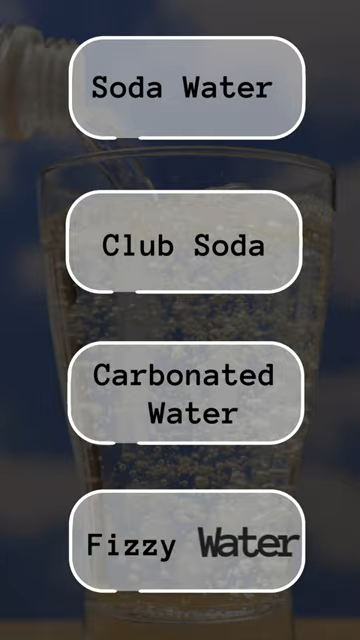 Soda Water
Club Soda
Carbonated
Water
Fizzy Water